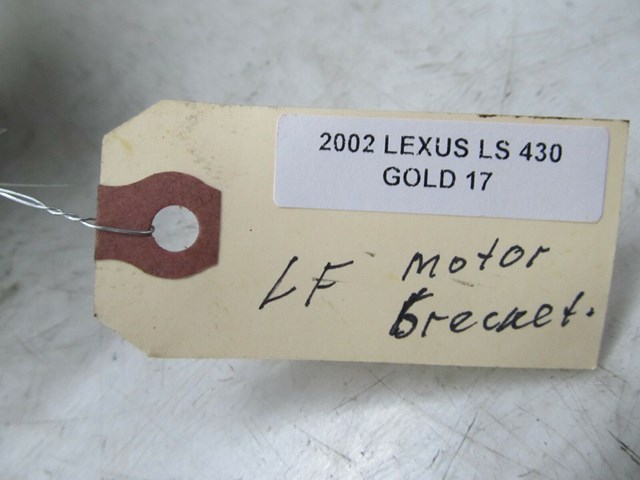 2002 LEXUS LS 430
GOLD 17
LF motor
brecket.